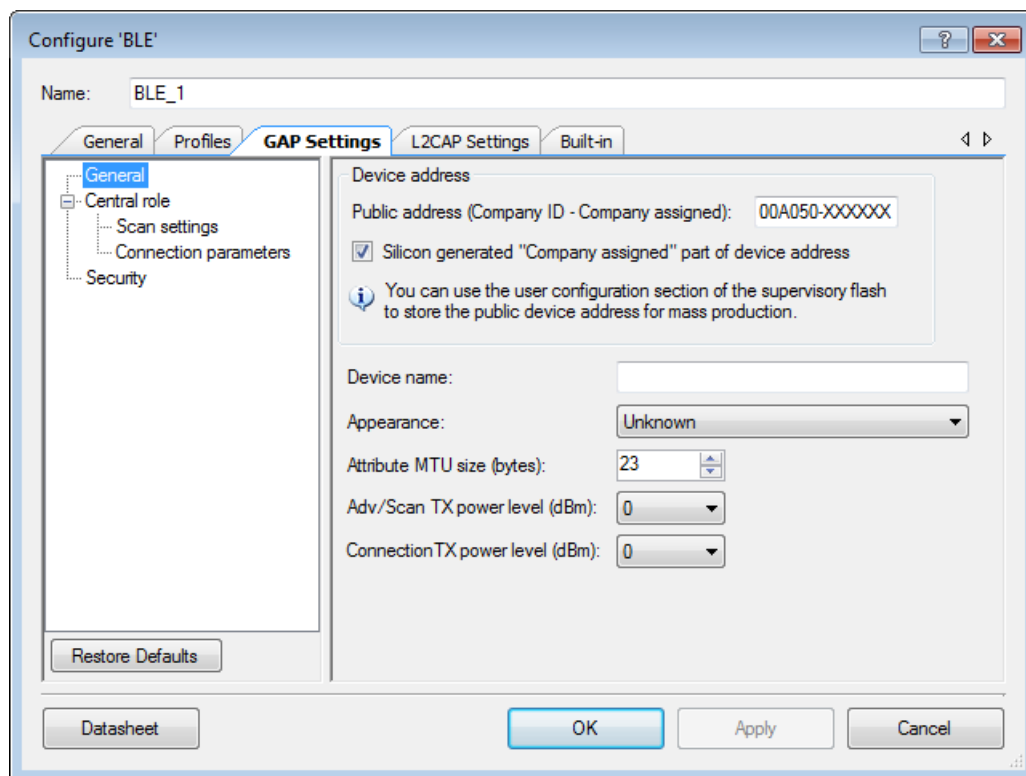 Configure 'BLE'
?
Name: BLE_1
General Profiles GAP Settings L2CAP Settings Built-in
General
Central role
Scan settings
Connection parameters
Security
Restore Defaults
Device address
Public address (Company ID - Company assigned): 00A050-XXXXXX
Silicon generated "Company assigned" part of device address
You can use the user configuration section of the supervisory flash
to store the public device address for mass production.
Device name:
Appearance: Unknown
Attribute MTU size (bytes): 23
Adv/Scan TX power level (dBm): 0
Connection TX power level (dBm): 0
Datasheet OK Apply Cancel